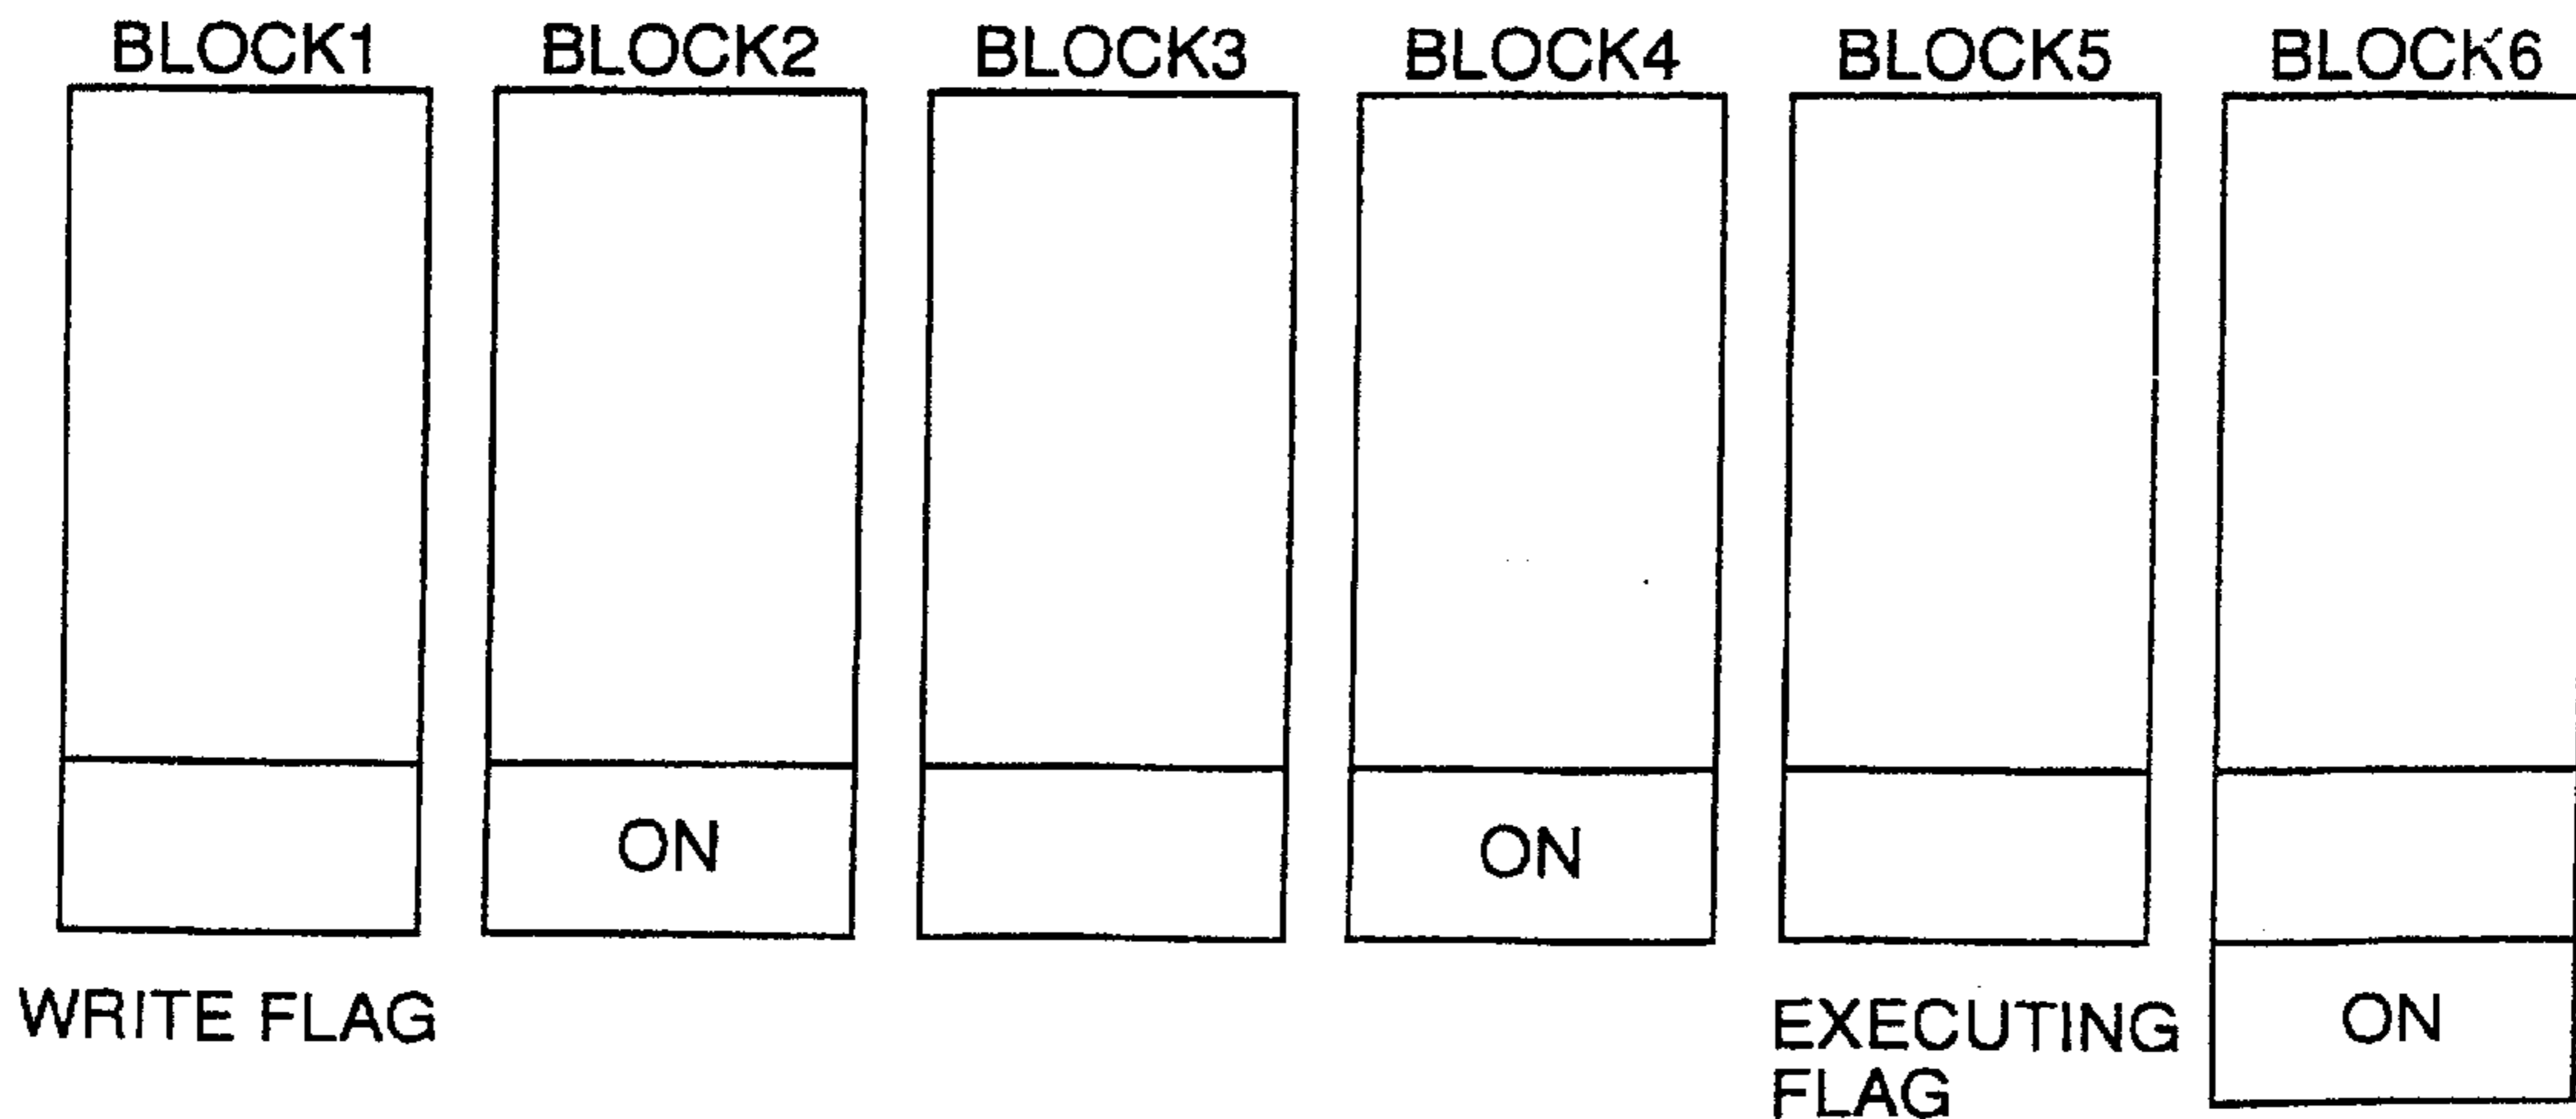 BLOCK1 BLOCK2 BLOCK3 BLOCK4 BLOCK5 BLOCK6
ON ON
WRITE FLAG
EXECUTING FLAG
ON